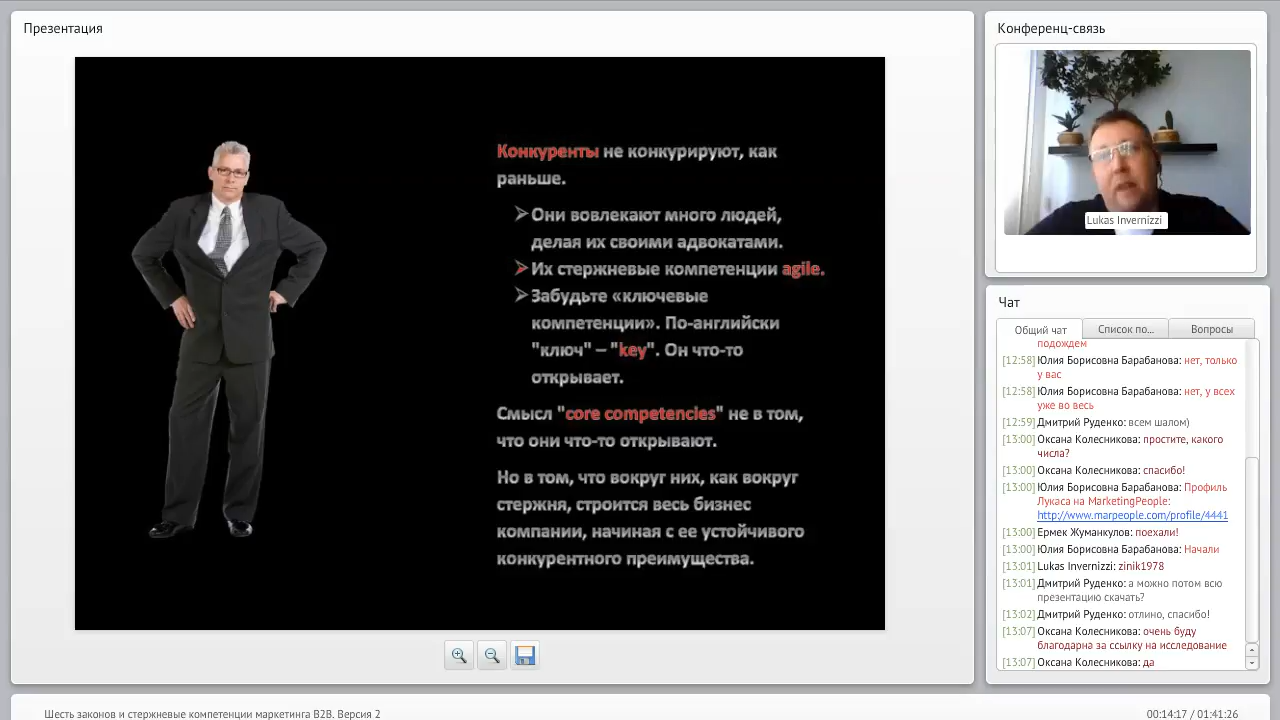 Презентация
Конкуренты не конкурируют, как
раньше.
Они вовлекают много людей,
делая их своими адвокатами.
Их стержневые компетенции agile.
Забудьте «ключевые
компетенции». По-английски
"ключ" – "key". Он что-то
открывает.
Смысл "core competencies" не в том,
что они что-то открывают.
Но в том, что вокруг них, как вокруг
стержня, строится весь бизнес
компании, начиная с ее устойчивого
конкурентного преимущества.
Конференц-связь
Lukas Invernizzi
Чат
Общий чат
Список по...
Вопросы
подождем
[12:58] Юлия Борисовна Барабанова: нет, только
у вас
[12:58] Юлия Борисовна Барабанова: нет, у всех
уже во весь
[12:59] Дмитрий Руденко: всем шалом)
[13:00] Оксана Колесникова: простите, какого
числа?
[13:00] Оксана Колесникова: спасибо!
[13:00] Юлия Борисовна Барабанова: Профиль
Лукаса на MarketingPeople:
http://www.marpeople.com/profile/4441
[13:00] Ермек Жуманкулов: поехали!
[13:00] Юлия Борисовна Барабанова: Начали
[13:01] Lukas Invernizzi: zinik1978
[13:01] Дмитрий Руденко: а можно потом всю
презентацию скачать?
[13:02] Дмитрий Руденко: отлино, спасибо!
[13:07] Оксана Колесникова: очень буду
благодарна за ссылку на исследование
[13:07] Оксана Колесникова: да
Шесть законов и стержневые компетенции маркетинга B2B. Версия 2
00:14:17 / 01:41:26